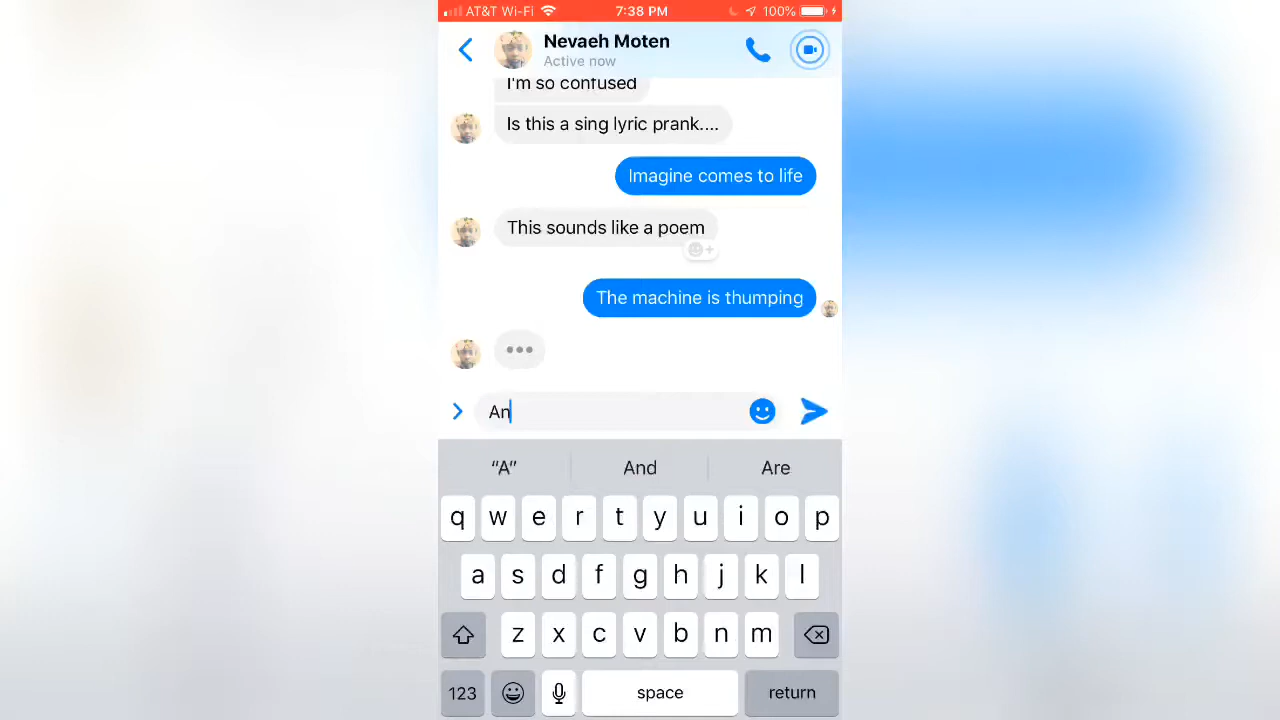 AT&T Wi-Fi 7:38 PM 100%
Nevaeh Moten
Active now
I'm so confused
Is this a sing lyric prank....
Imagine comes to life
This sounds like a poem
The machine is thumping
An
“A” And Are
q w e r t y u i o p
a s d f g h j k l
z x c v b n m
123 space return